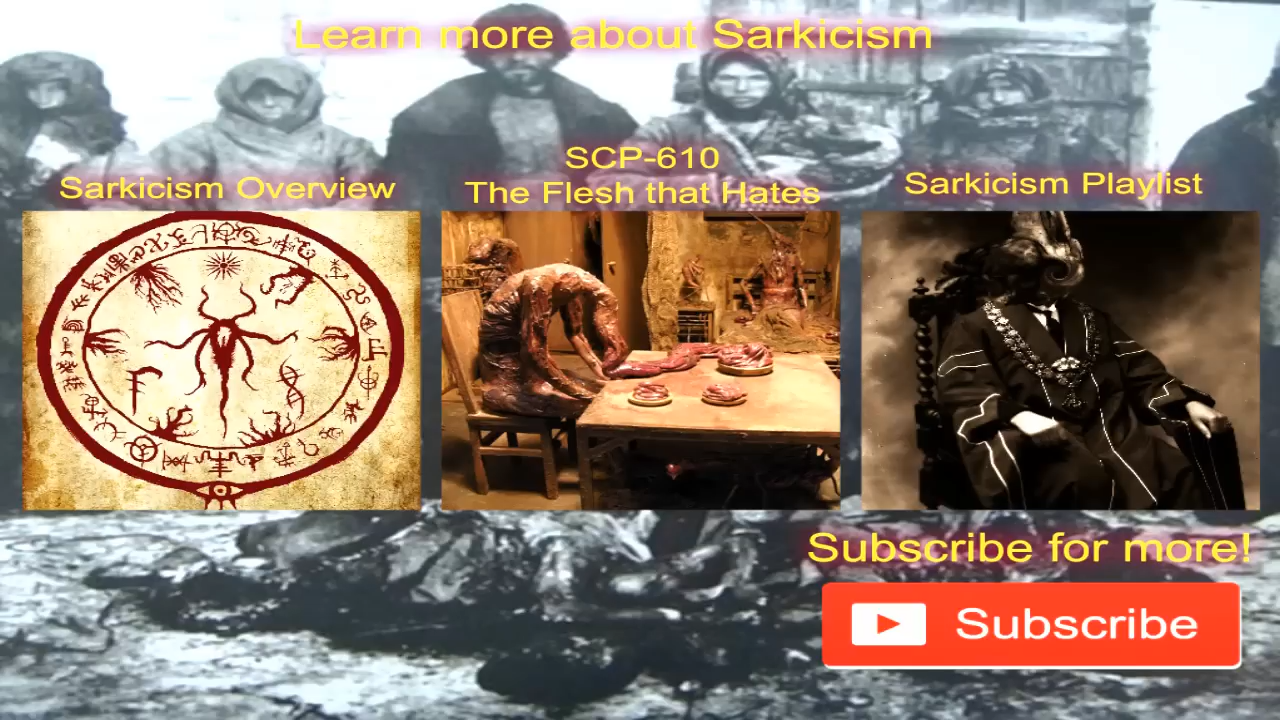 Learn more about Sarkicism
Sarkicism Overview
SCP-610
The Flesh that Hates
Sarkicism Playlist
Subscribe for more!
Subscribe